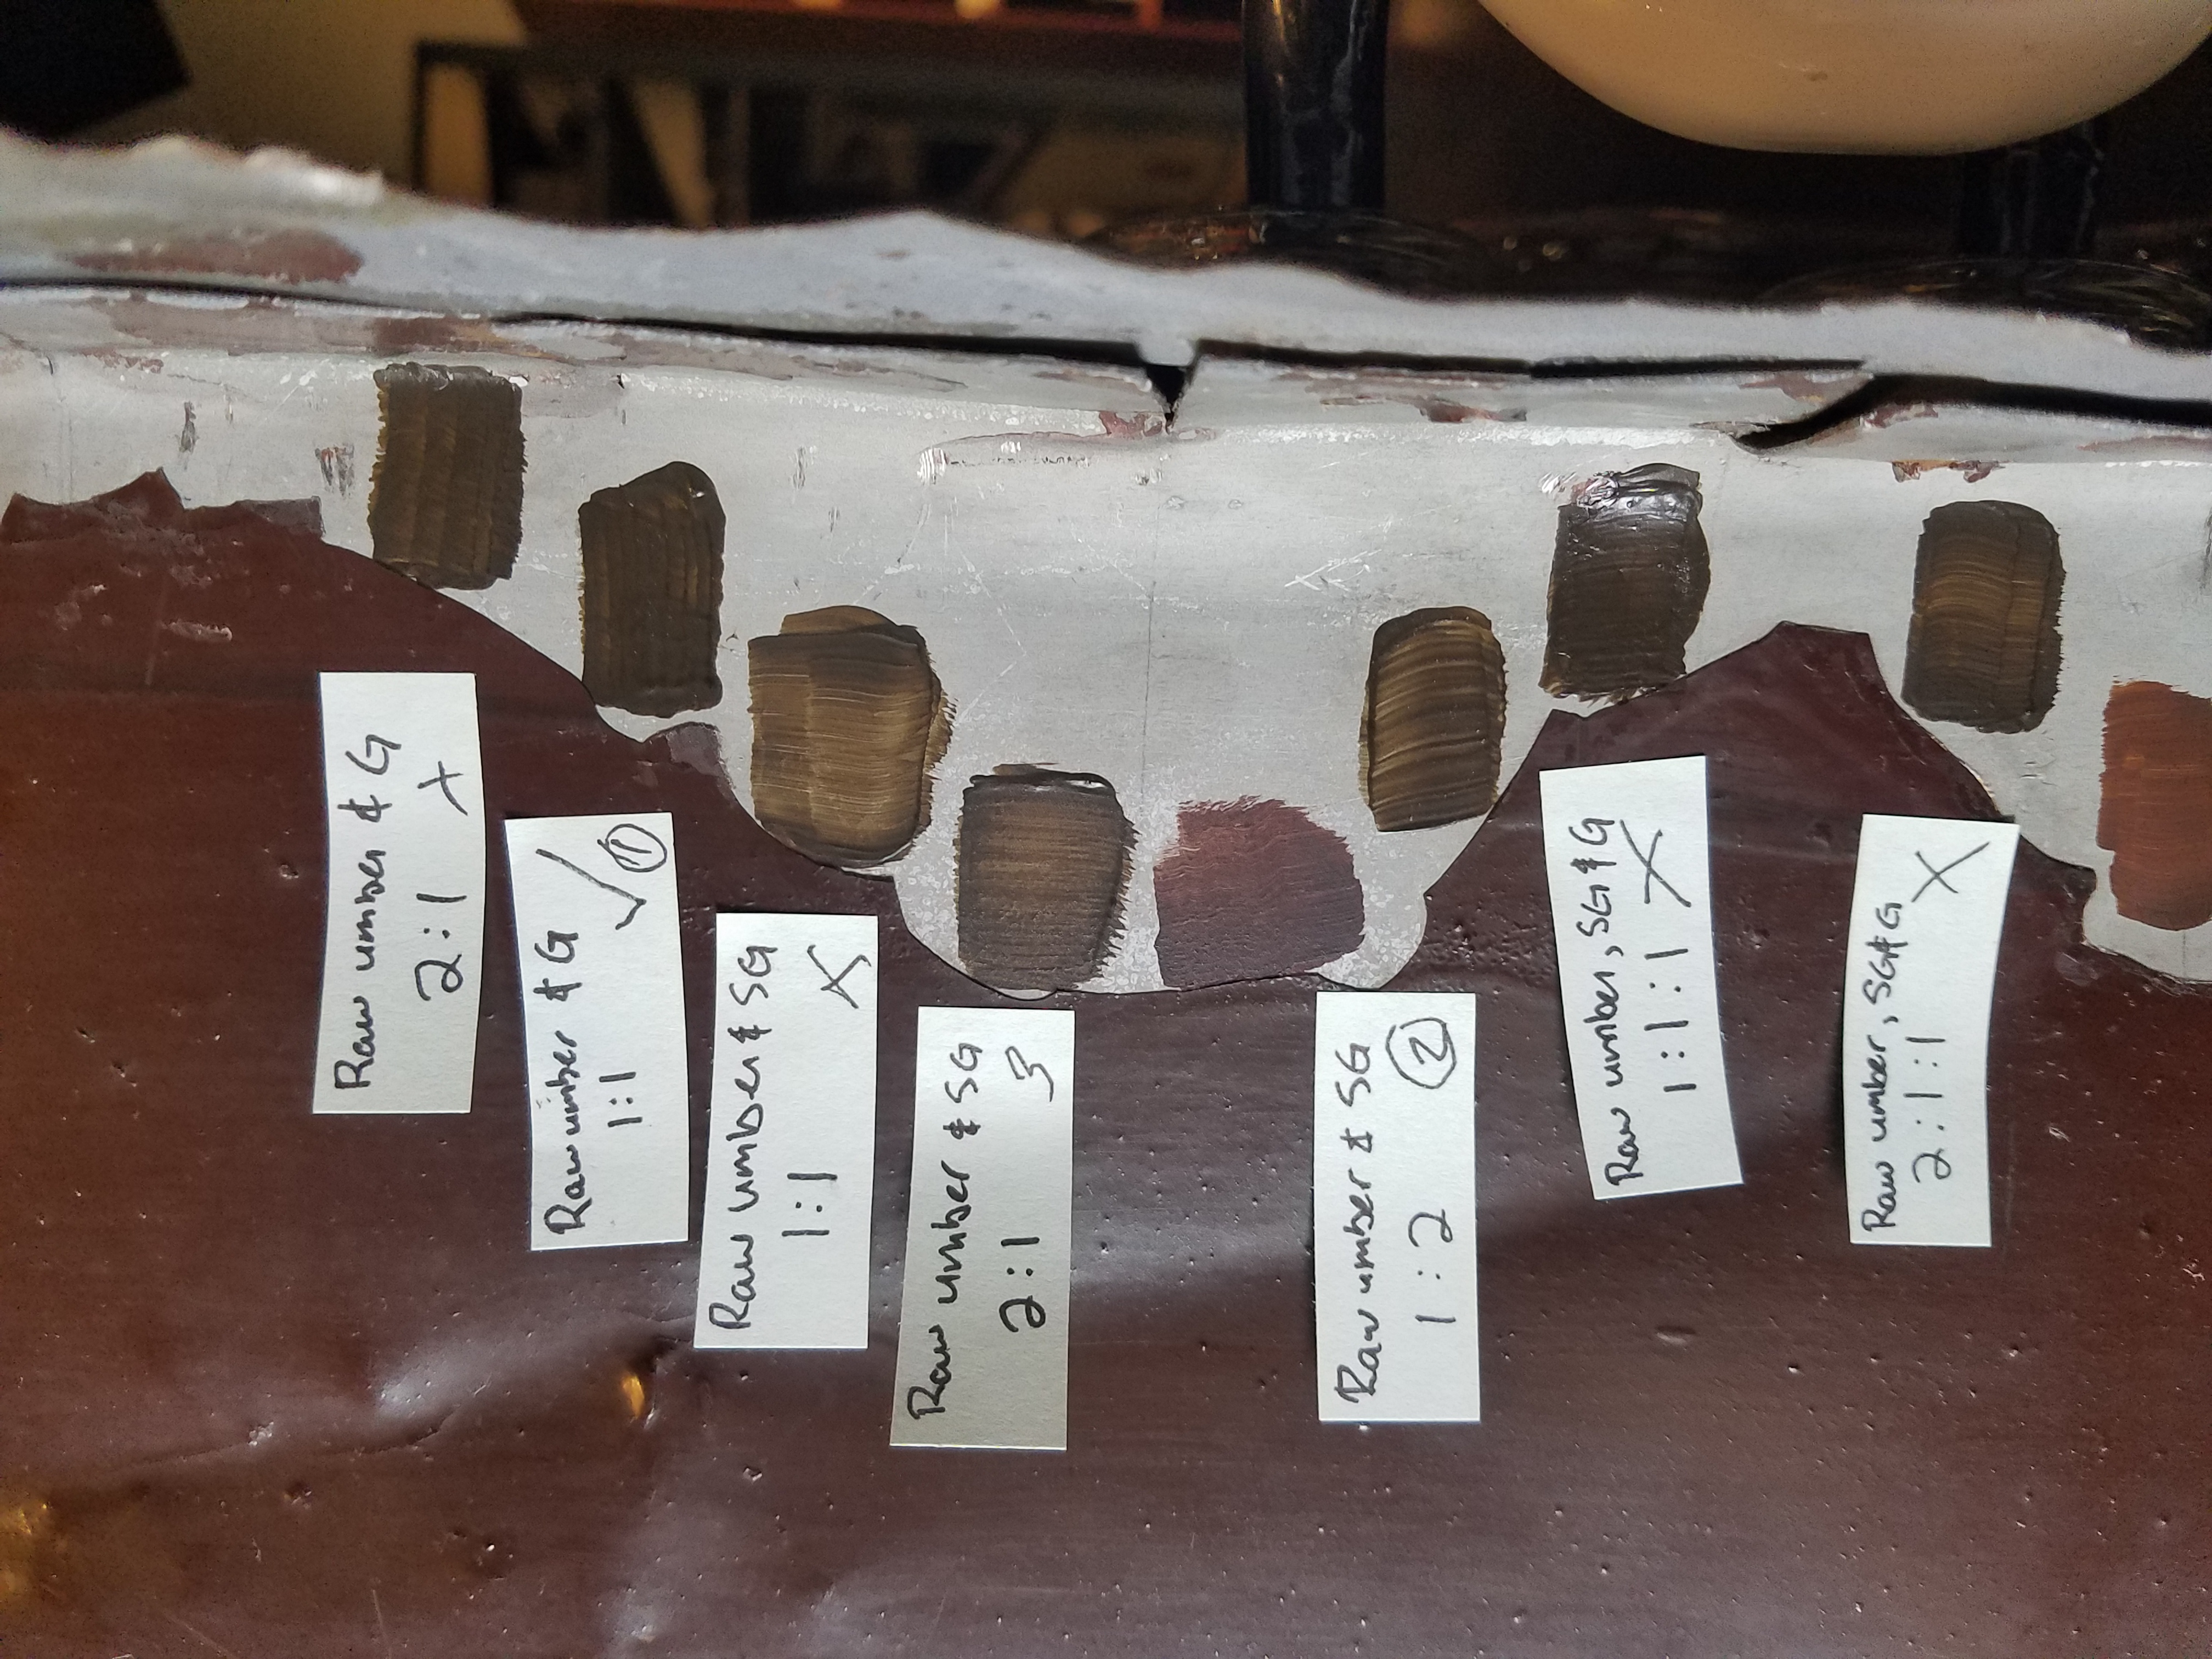 Raw umber & G
2:1 X
Raw umber & G
1:1 ✓ 1
Raw umber & SG
1:1 X
Raw umber & SG
2:1 3
Raw umber & SG
1:2 2
Raw umber, SG & G
1:1:1 X
Raw umber, SG & G
2:1:1 X